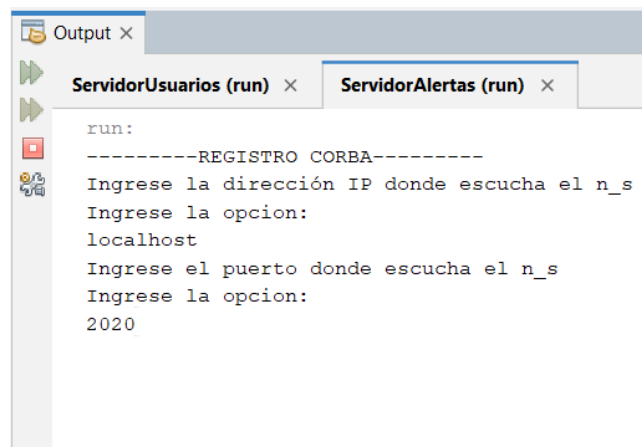 Output
ServidorUsuarios (run) ServidorAlertas (run)
run:
---------REGISTRO CORBA---------
Ingrese la dirección IP donde escucha el n_s
Ingrese la opcion:
localhost
Ingrese el puerto donde escucha el n_s
Ingrese la opcion:
2020